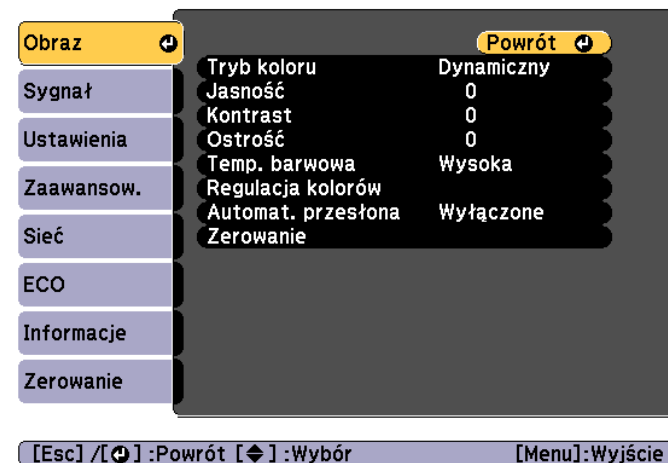 Obraz
Sygnał
Ustawienia
Zaawansow.
Sieć
ECO
Informacje
Zerowanie
Powrót
Tryb koloru Dynamiczny
Jasność 0
Kontrast 0
Ostrość 0
Temp. barwowa Wysoka
Regulacja kolorów
Automat. przesłona Wyłączone
Zerowanie
[Esc] /[⏎] :Powrót [◆] :Wybór [Menu]:Wyjście